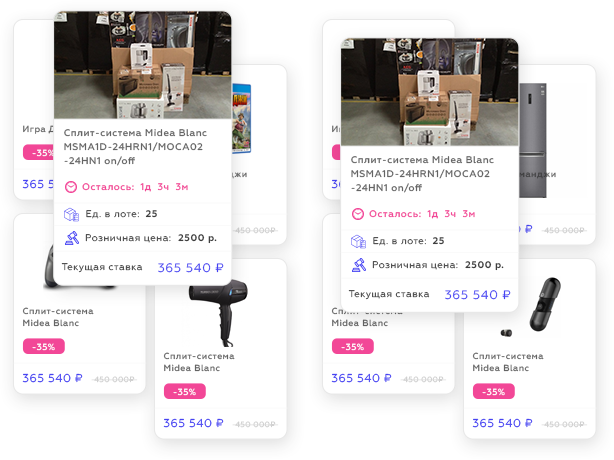 Сплит-система Midea Blanc
MSMA1D-24HRN1/MOCA02
-24HN1 on/off
Осталось: 1д 3ч 3м
Ед. в лоте: 25
Розничная цена: 2500 р.
Текущая ставка 365 540 ₽
Игра Д
-35%
365 5
нджи
450 000₽
Сплит-система
Midea Blanc
-35%
365 540 ₽ 450 000₽
Сплит-система
Midea Blanc
-35%
365 540 ₽ 450 000₽
Сплит-система Midea Blanc
MSMA1D-24HRN1/MOCA02
-24HN1 on/off
Осталось: 1д 3ч 3м
Ед. в лоте: 25
Розничная цена: 2500 р.
Текущая ставка 365 540 ₽
Игра Д
-35%
365 5
манджи
₽ 450 000₽
Сплит-система
Midea Blanc
-35%
365 540 ₽ 450 000₽
Сплит-система
Midea Blanc
-35%
365 540 ₽ 450 000₽